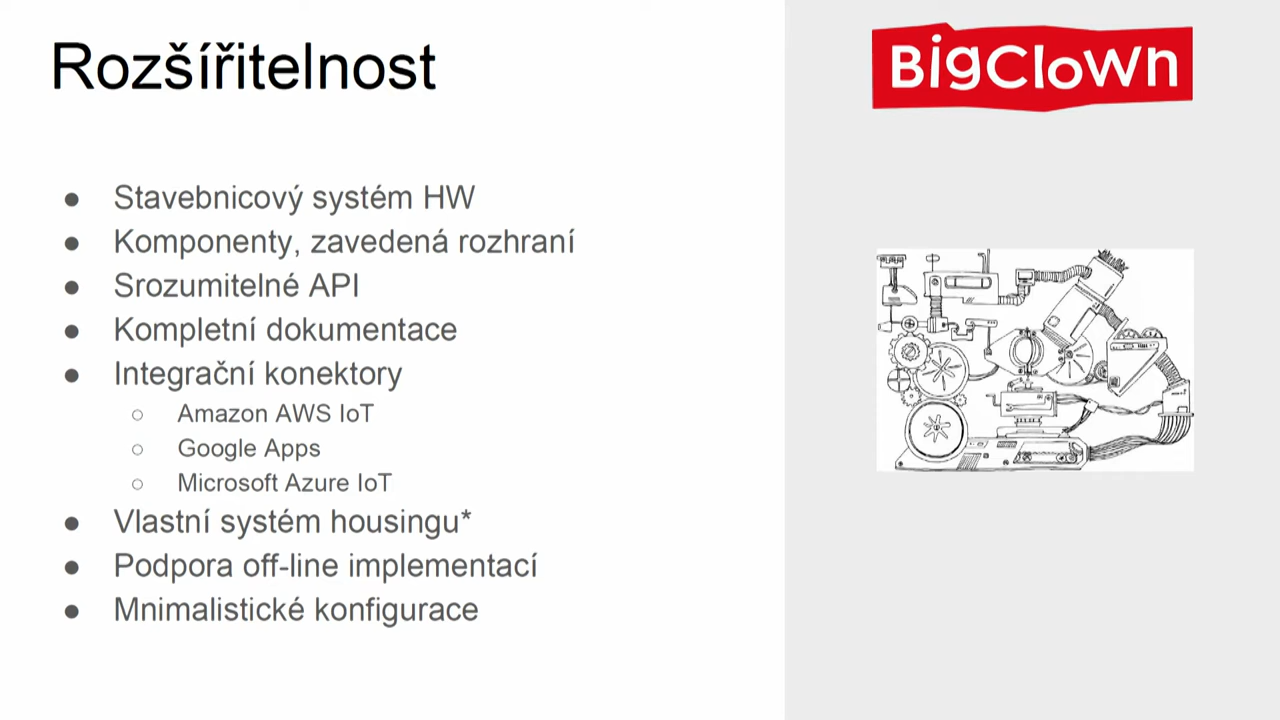 Rozšířitelnost
BigClown
● Stavebnicový systém HW
● Komponenty, zavedená rozhraní
● Srozumitelné API
● Kompletní dokumentace
● Integrační konektory
○ Amazon AWS IoT
○ Google Apps
○ Microsoft Azure IoT
● Vlastní systém housingu*
● Podpora off-line implementací
● Mnimalistické konfigurace